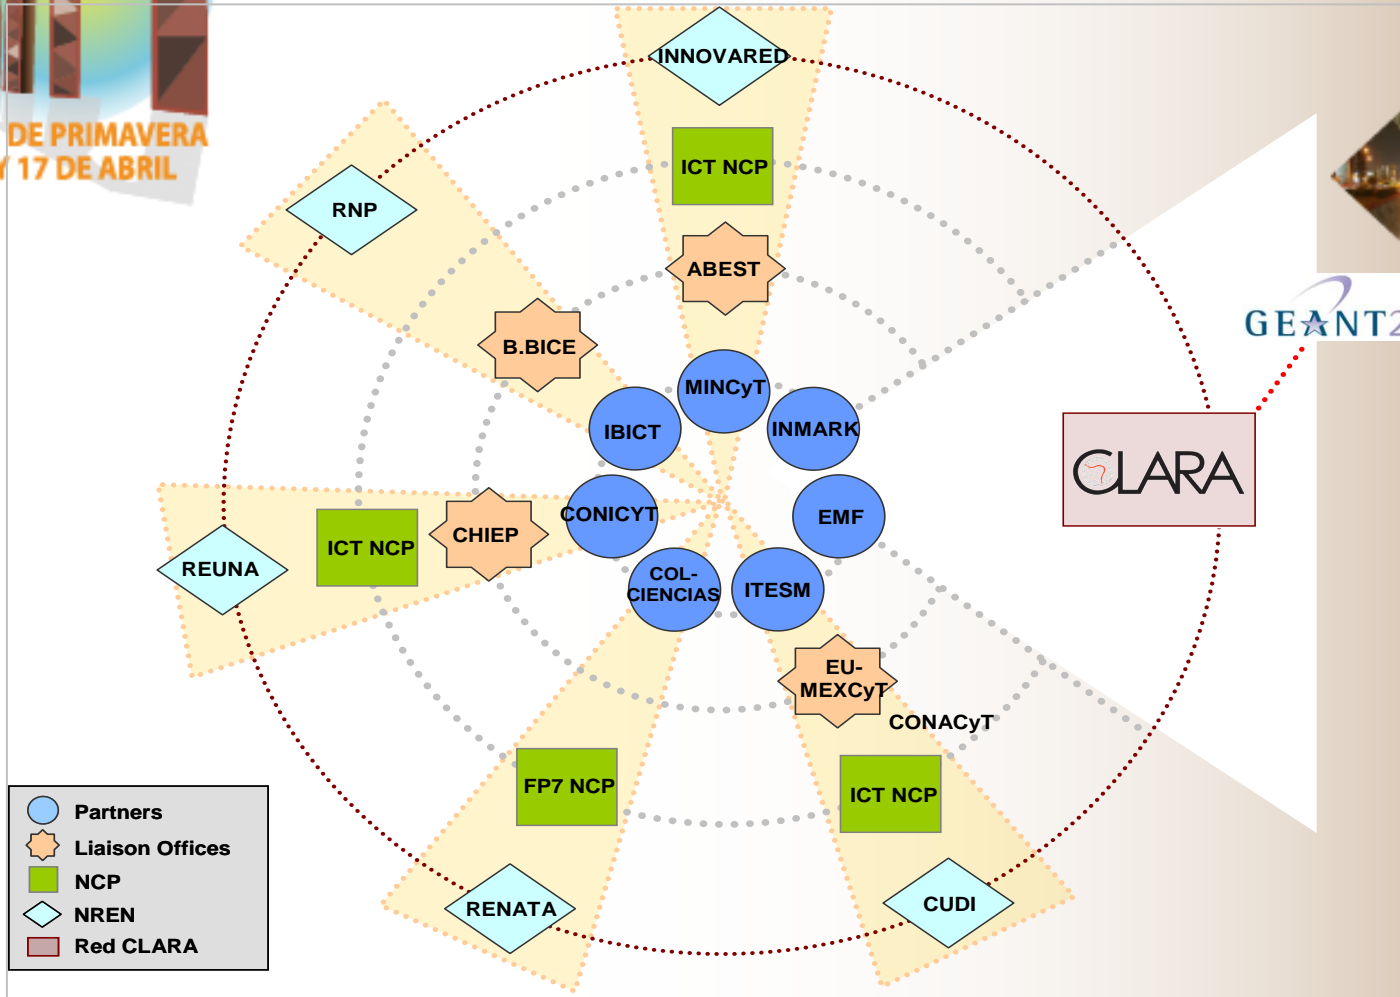 DE PRIMAVERA
Y 17 DE ABRIL
INNOVARED
ICT NCP
RNP
ABEST
GEANT2
B.BICE
MINCyT
IBICT
INMARK
CLARA
CONICYT
EMF
CHIEP
ICT NCP
REUNA
COL-
CIENCIAS
ITESM
EU-
MEXCyT
CONACyT
FP7 NCP
ICT NCP
RENATA
CUDI
Partners
Liaison Offices
NCP
NREN
Red CLARA